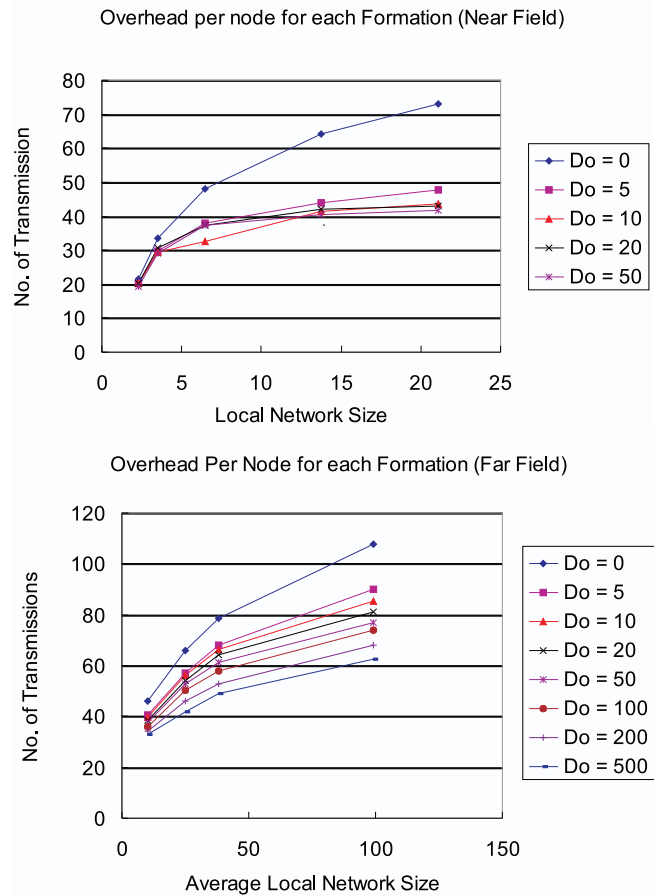 Overhead per node for each Formation (Near Field)
80
70
60
50
40
30
20
10
0
No. of Transmission
0 5 10 15 20 25
Local Network Size
Do = 0
Do = 5
Do = 10
Do = 20
Do = 50
Overhead Per Node for each Formation (Far Field)
120
100
80
60
40
20
0
No. of Transmissions
0 50 100 150
Average Local Network Size
Do = 0
Do = 5
Do = 10
Do = 20
Do = 50
Do = 100
Do = 200
Do = 500